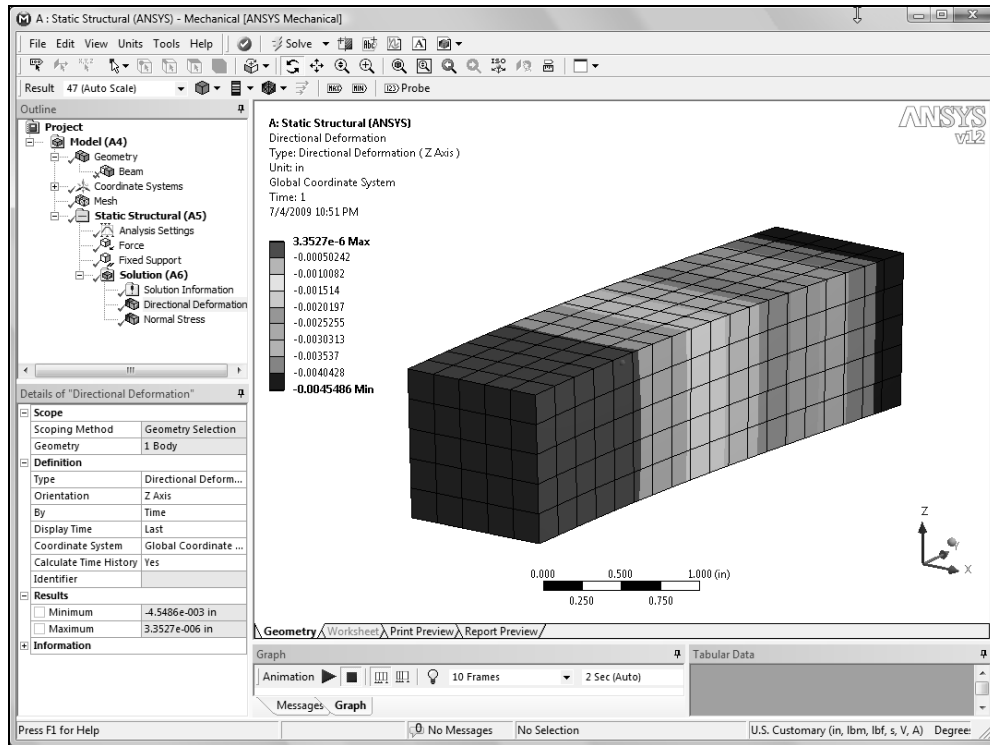 A : Static Structural (ANSYS) - Mechanical [ANSYS Mechanical]
File Edit View Units Tools Help Solve
Result 47 (Auto Scale) MAX MIN Probe
Outline
Project
Model (A4)
Geometry
Beam
Coordinate Systems
Mesh
Static Structural (A5)
Analysis Settings
Force
Fixed Support
Solution (A6)
Solution Information
Directional Deformation
Normal Stress
Details of "Directional Deformation"
Scope
Scoping Method Geometry Selection
Geometry 1 Body
Definition
Type Directional Deform...
Orientation Z Axis
By Time
Display Time Last
Coordinate System Global Coordinate ...
Calculate Time History Yes
Identifier
Results
Minimum -4.5486e-003 in
Maximum 3.3527e-006 in
Information
A: Static Structural (ANSYS)
Directional Deformation
Type: Directional Deformation ( Z Axis )
Unit: in
Global Coordinate System
Time: 1
7/4/2009 10:51 PM
3.3527e-6 Max
-0.00050242
-0.0010082
-0.001514
-0.0020197
-0.0025255
-0.0030313
-0.003537
-0.0040428
-0.0045486 Min
ANSYS
v12
Z
Y
X
0.000 0.500 1.000 (in)
0.250 0.750
Geometry Worksheet Print Preview Report Preview
Graph
Animation 10 Frames 2 Sec (Auto)
Messages Graph
Tabular Data
Press F1 for Help No Messages No Selection U.S. Customary (in, lbm, lbf, s, V, A) Degree: